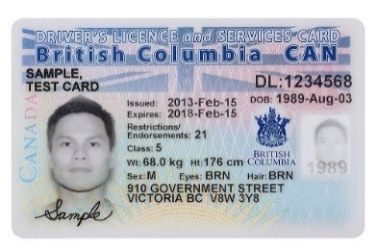 DRIVER'S LICENCE and SERVICES CARD
British Columbia CAN
SAMPLE,
TEST CARD
DL:1234568
Issued: 2013-Feb-15
DOB: 1989-Aug-03
Expires: 2018-Feb-15
Restrictions/
Endorsements: 21
Class: 5
Wt: 68.0 kg Ht: 176 cm
BRITISH
COLUMBIA
1989
Sex: M Eyes: BRN Hair: BRN
910 GOVERNMENT STREET
VICTORIA BC V8W 3Y8
CANADA
Sample